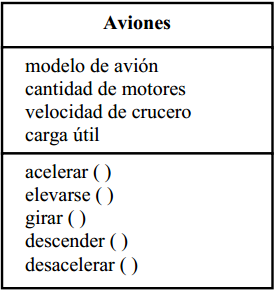 Aviones
modelo de avión
cantidad de motores
velocidad de crucero
carga útil
acelerar ( )
elevarse ( )
girar ( )
descender ( )
desacelerar ( )